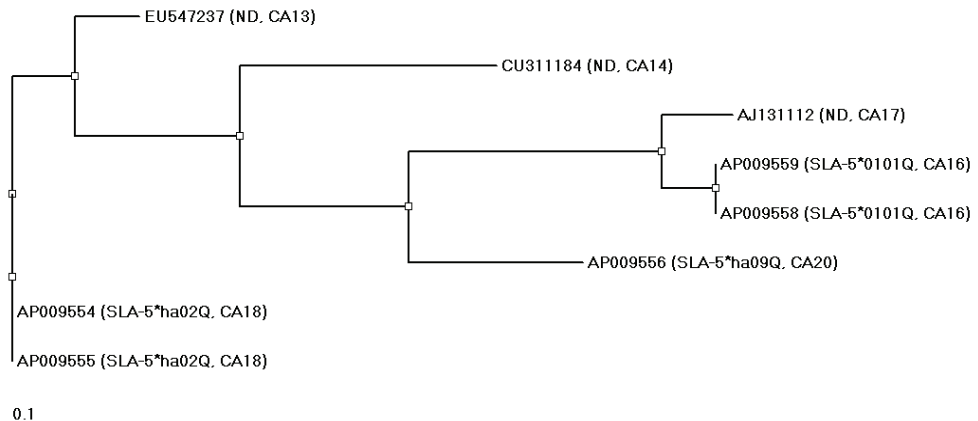 EU547237 (ND, CA13)
CU311184 (ND, CA14)
AJ131112 (ND, CA17)
AP009559 (SLA-5*0101Q, CA16)
AP009558 (SLA-5*0101Q, CA16)
AP009556 (SLA-5*ha09Q, CA20)
AP009554 (SLA-5*ha02Q, CA18)
AP009555 (SLA-5*ha02Q, CA18)
0.1